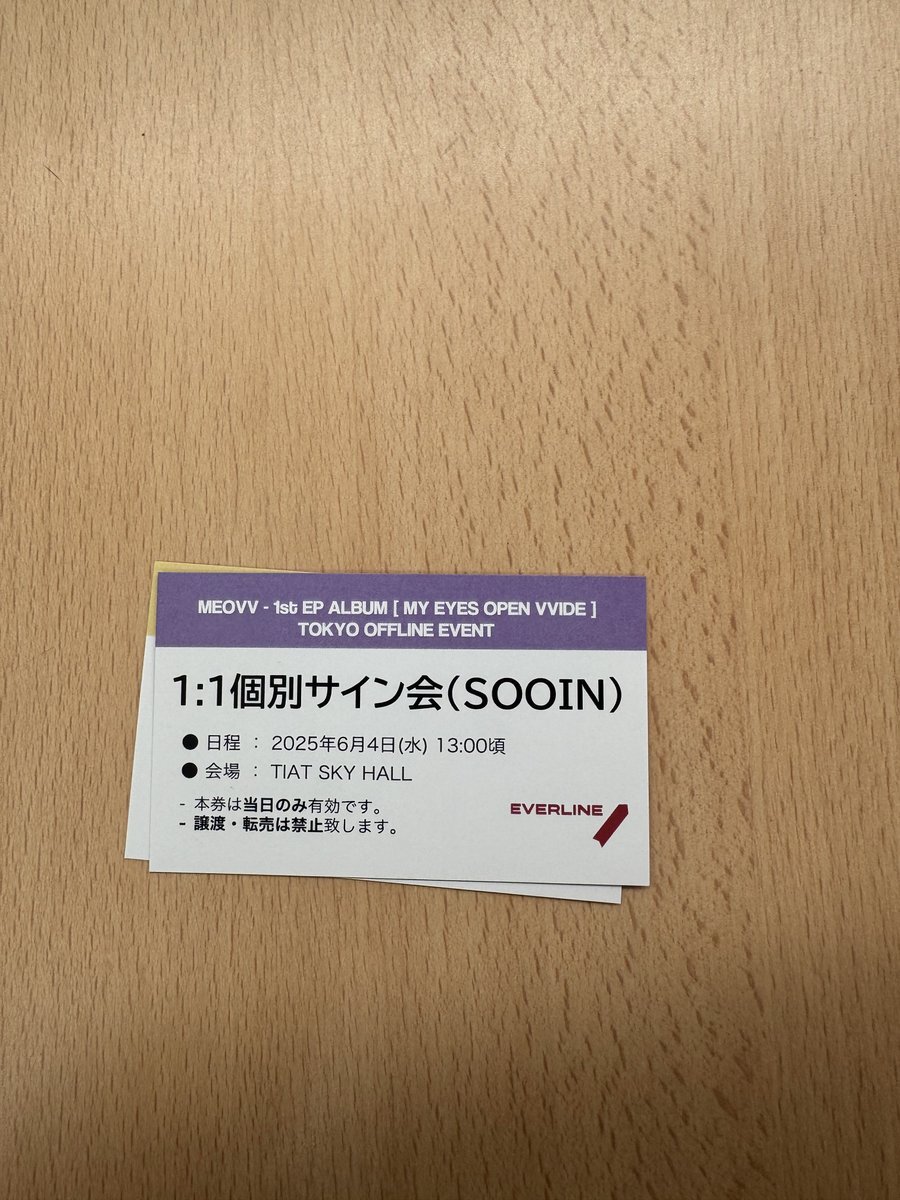 MEOVV - 1st EP ALBUM [ MY EYES OPEN VVIDE ]
TOKYO OFFLINE EVENT
1:1個別サイン会(SOOIN)
● 日程 : 2025年6月4日(水) 13:00頃
● 会場 : TIAT SKY HALL
- 本券は当日のみ有効です。
- 譲渡・転売は禁止致します。
EVERLINE